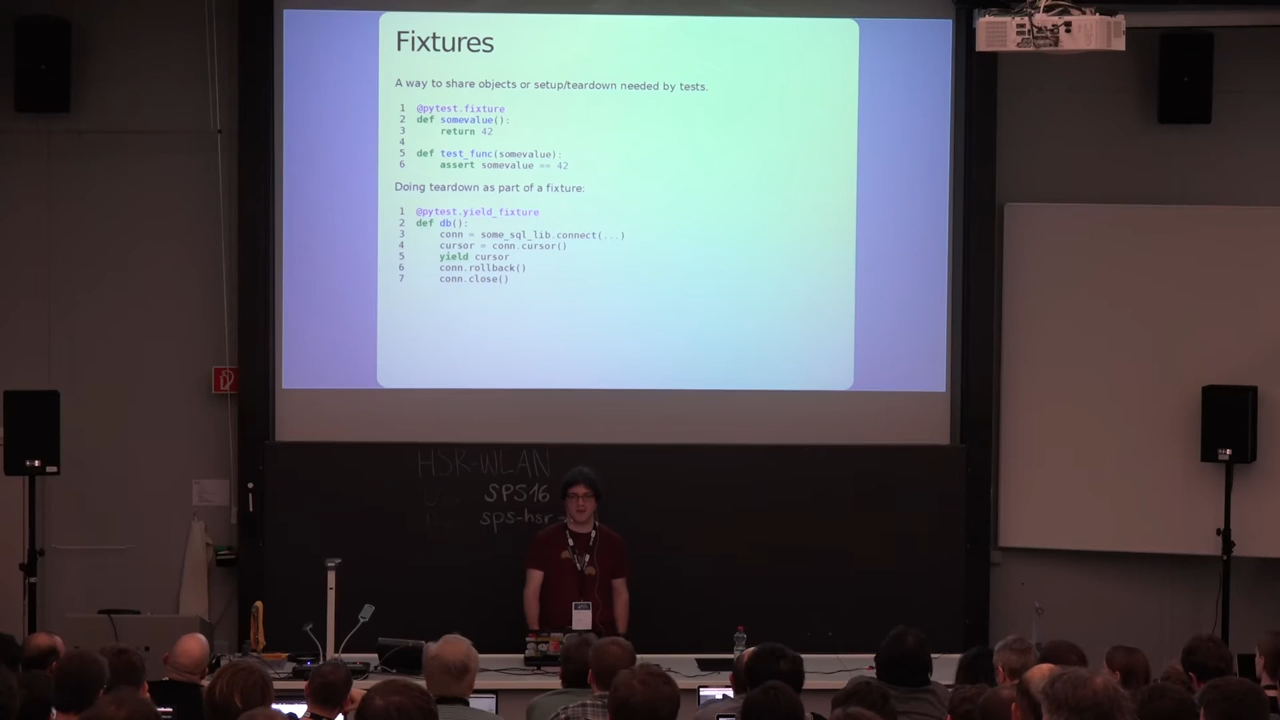 Fixtures
A way to share objects or setup/teardown needed by tests.
1 @pytest.fixture
2 def somevalue():
3     return 42
4
5 def test_func(somevalue):
6     assert somevalue == 42
Doing teardown as part of a fixture:
1 @pytest.yield_fixture
2 def db():
3     conn = some_sql_lib.connect(...)
4     cursor = conn.cursor()
5     yield cursor
6     conn.rollback()
7     conn.close()
HSR-WLAN
SPS16
sps-hsr-